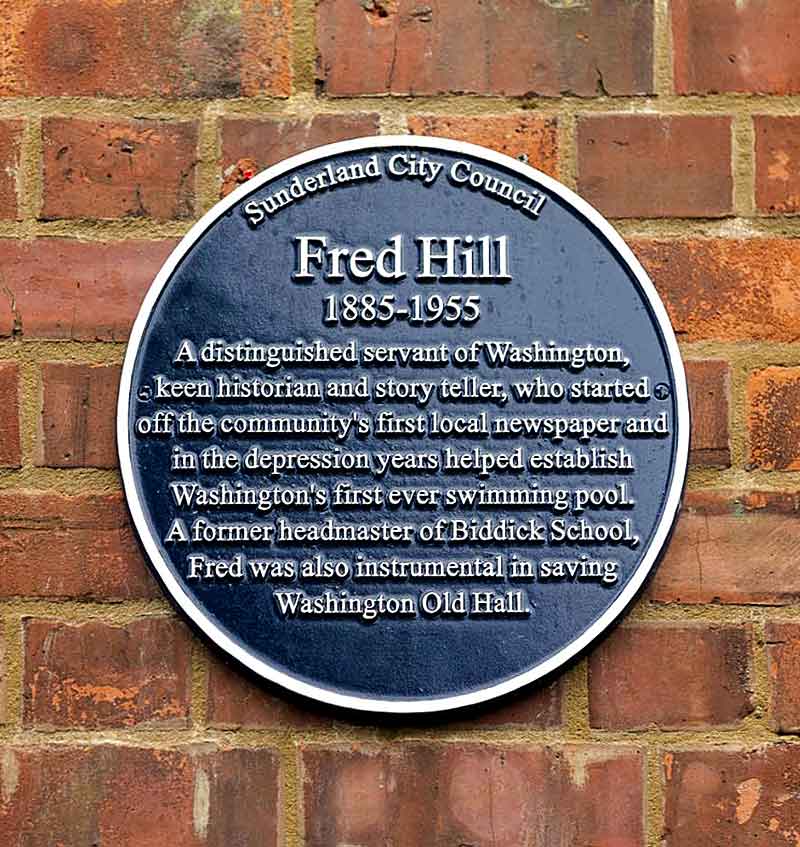 Sunderland City Council
Fred Hill
1885-1955
A distinguished servant of Washington,
keen historian and story teller, who started
off the community's first local newspaper and
in the depression years helped establish
Washington's first ever swimming pool.
A former headmaster of Biddick School,
Fred was also instrumental in saving
Washington Old Hall.